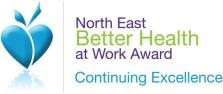 North East
Better Health
at Work Award
Continuing Excellence